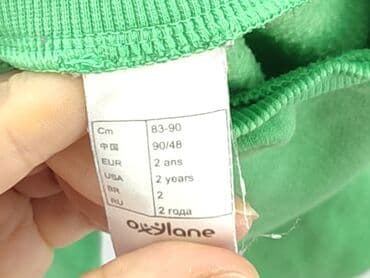 Cm 83-90
中国 90/48
EUR 2 ans
USA 2 years
BR 2
RU 2 года
oxylane